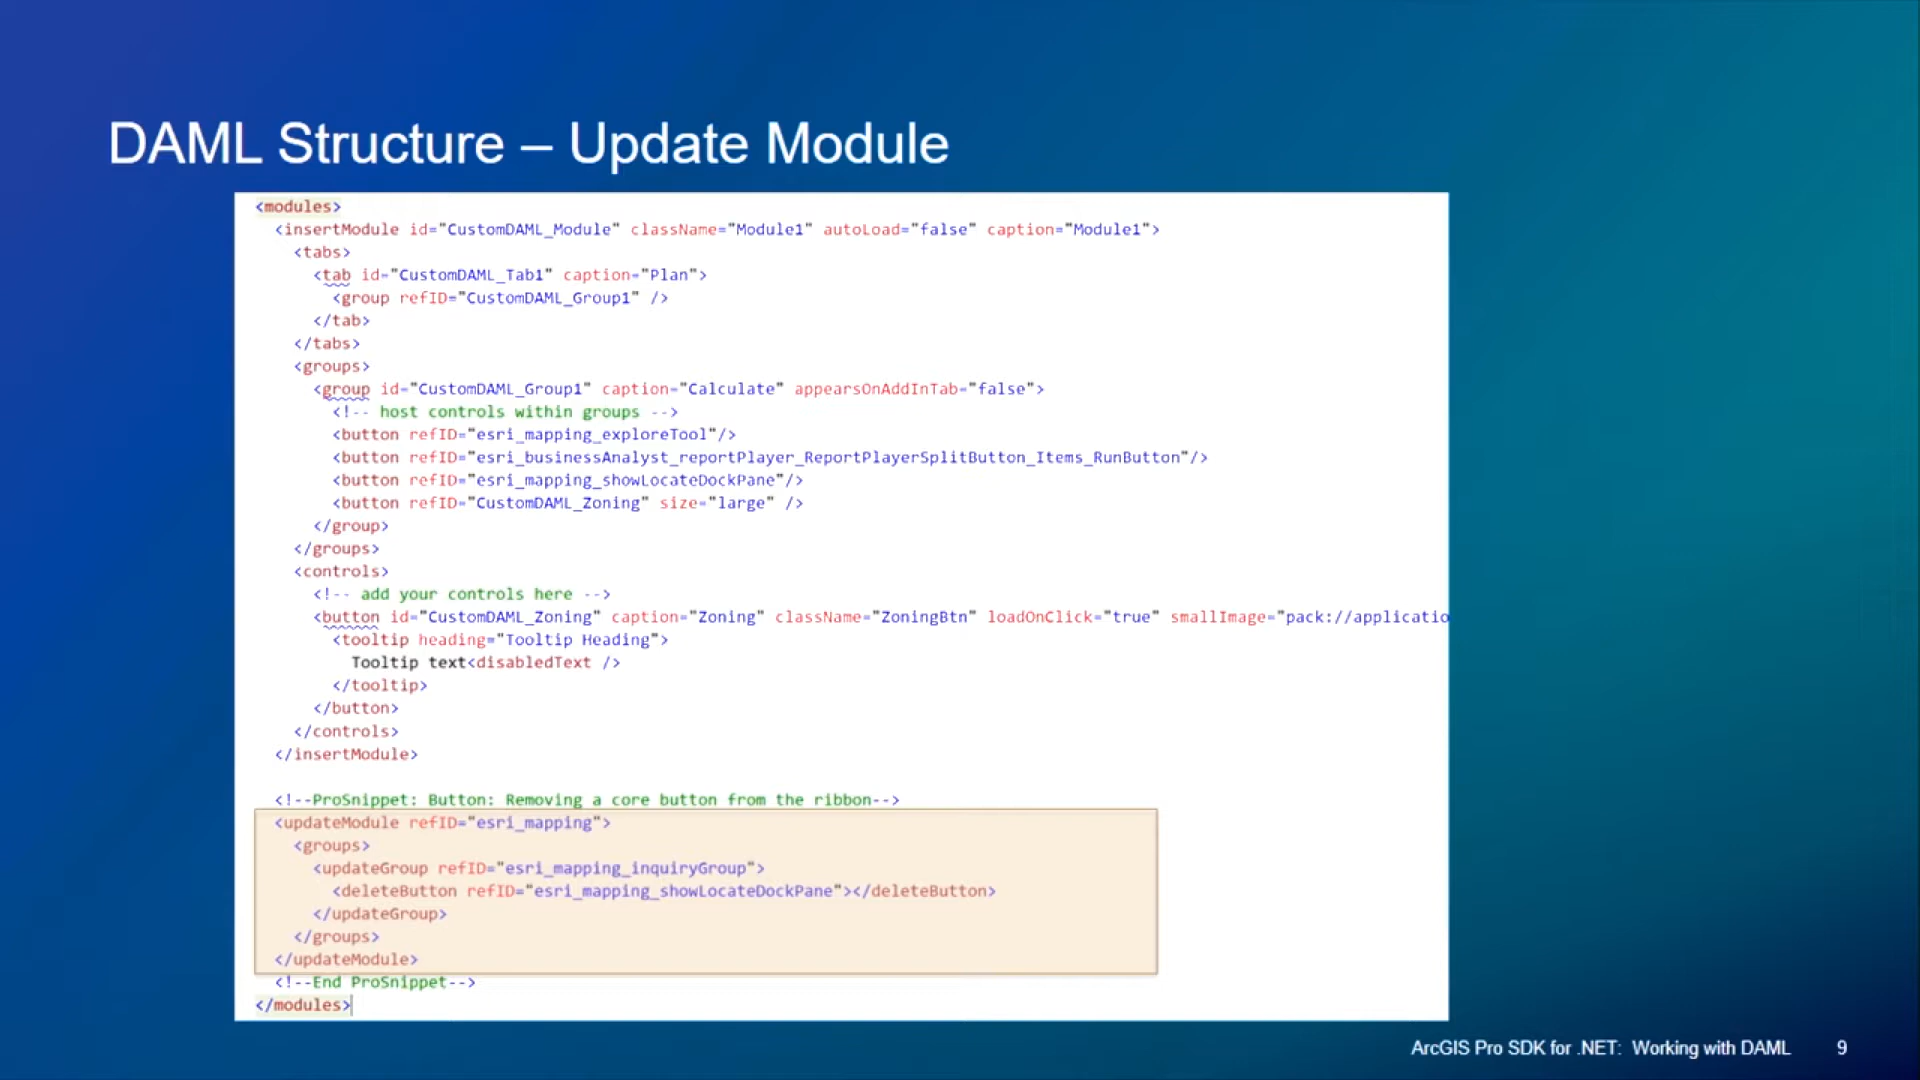 DAML Structure – Update Module
<modules>
<insertModule id="CustomDAML_Module" className="Module1" autoLoad="false" caption="Module1">
<tabs>
<tab id="CustomDAML_Tab1" caption="Plan">
<group refID="CustomDAML_Group1" />
</tab>
</tabs>
<groups>
<group id="CustomDAML_Group1" caption="Calculate" appearsOnAddInTab="false">
<!-- host controls within groups -->
<button refID="esri_mapping_exploreTool"/>
<button refID="esri_businessAnalyst_reportPlayer_ReportPlayerSplitButton_Items_RunButton"/>
<button refID="esri_mapping_showLocateDockPane"/>
<button refID="CustomDAML_Zoning" size="large" />
</group>
</groups>
<controls>
<!-- add your controls here -->
<button id="CustomDAML_Zoning" caption="Zoning" className="ZoningBtn" loadOnClick="true" smallImage="pack://applicatio
<tooltip heading="Tooltip Heading">
Tooltip text<disabledText />
</tooltip>
</button>
</controls>
</insertModule>
<!--ProSnippet: Button: Removing a core button from the ribbon-->
<updateModule refID="esri_mapping">
<groups>
<updateGroup refID="esri_mapping_inquiryGroup">
<deleteButton refID="esri_mapping_showLocateDockPane"></deleteButton>
</updateGroup>
</groups>
</updateModule>
<!--End ProSnippet-->
</modules>
ArcGIS Pro SDK for .NET: Working with DAML 9